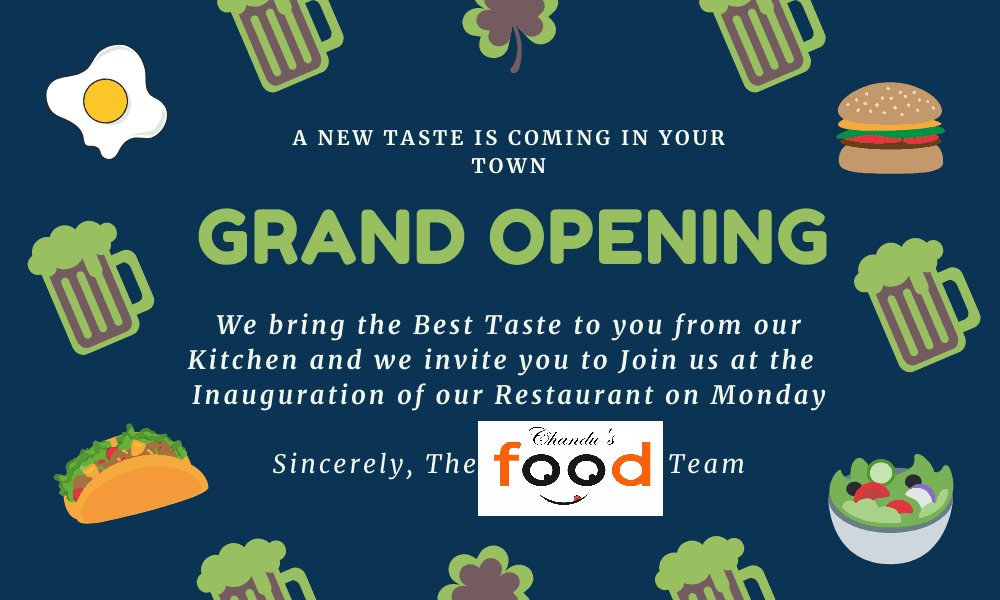 A NEW TASTE IS COMING IN YOUR
TOWN
GRAND OPENING
We bring the Best Taste to you from our
Kitchen and we invite you to Join us at the
Inauguration of our Restaurant on Monday
Sincerely, The Chandu's food Team